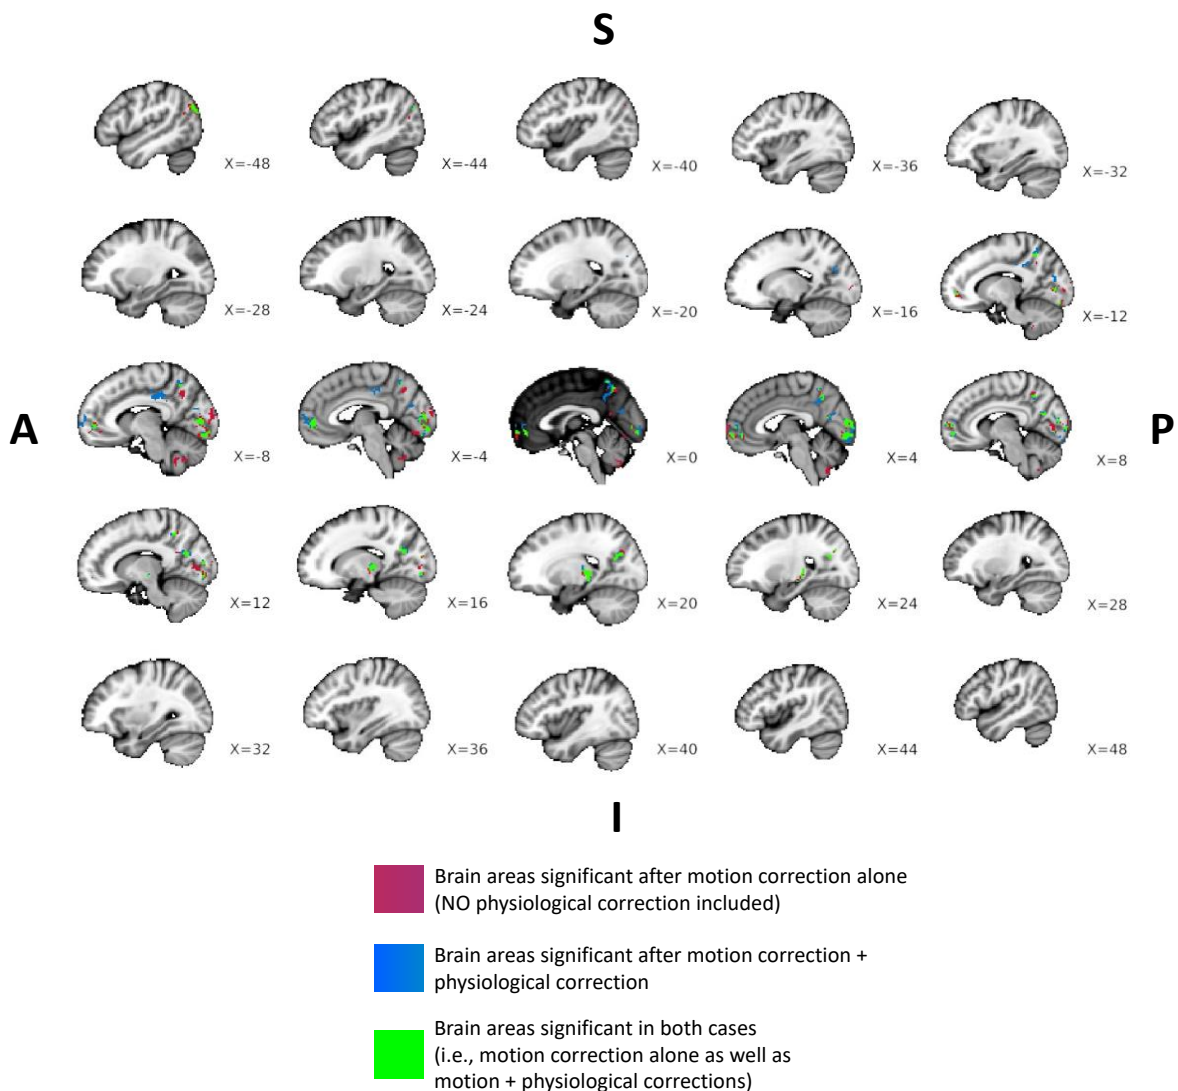 S
X=-48
X=-44
X=-40
X=-36
X=-32
X=-28
X=-24
X=-20
X=-16
X=-12
A
P
X=-8
X=-4
X=0
X=4
X=8
X=12
X=16
X=20
X=24
X=28
X=32
X=36
X=40
X=44
X=48
I
Brain areas significant after motion correction alone
(NO physiological correction included)
Brain areas significant after motion correction +
physiological correction
Brain areas significant in both cases
(i.e., motion correction alone as well as
motion + physiological corrections)